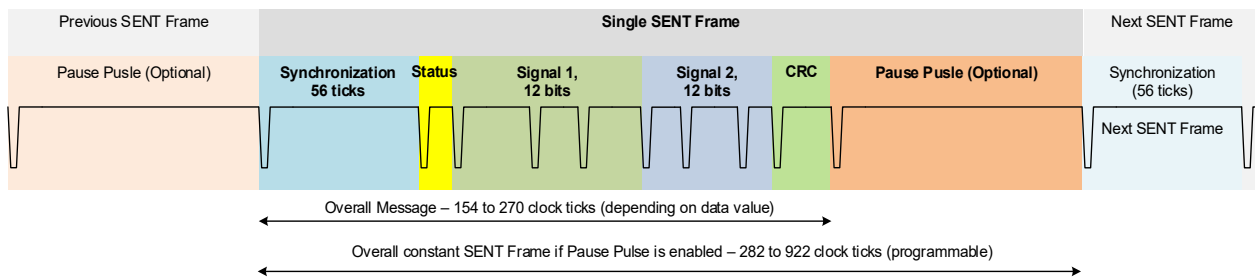 Previous SENT Frame
Single SENT Frame
Next SENT Frame
Pause Pusle (Optional)
Synchronization
56 ticks
Status
Signal 1,
12 bits
Signal 2,
12 bits
CRC
Pause Pusle (Optional)
Synchronization
(56 ticks)
Next SENT Frame
Overall Message – 154 to 270 clock ticks (depending on data value)
Overall constant SENT Frame if Pause Pulse is enabled – 282 to 922 clock ticks (programmable)